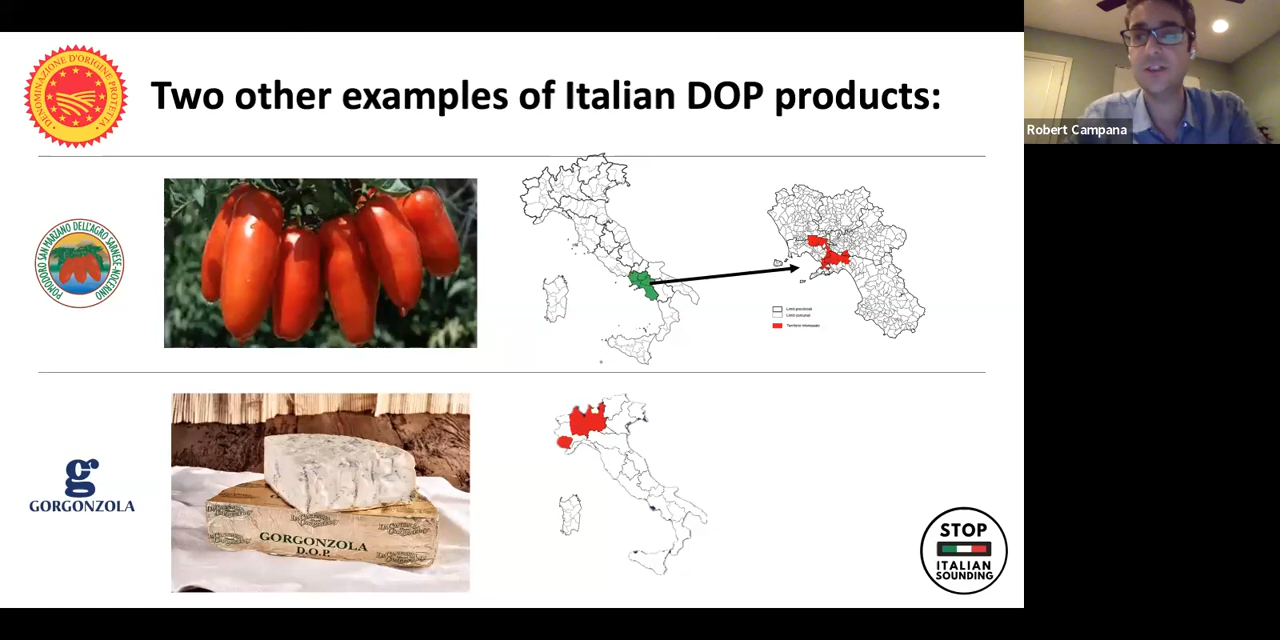 DENOMINAZIONE D'ORIGINE PROTETTA
Two other examples of Italian DOP products:
Robert Campana
POMODORO SAN MARZANO DELL'AGRO SARNESE-NOCERINO
Limiti provinciali
Limiti comunali
Territorio interessato
g
GORGONZOLA
GORGONZOLA
D.O.P.
STOP
ITALIAN
SOUNDING